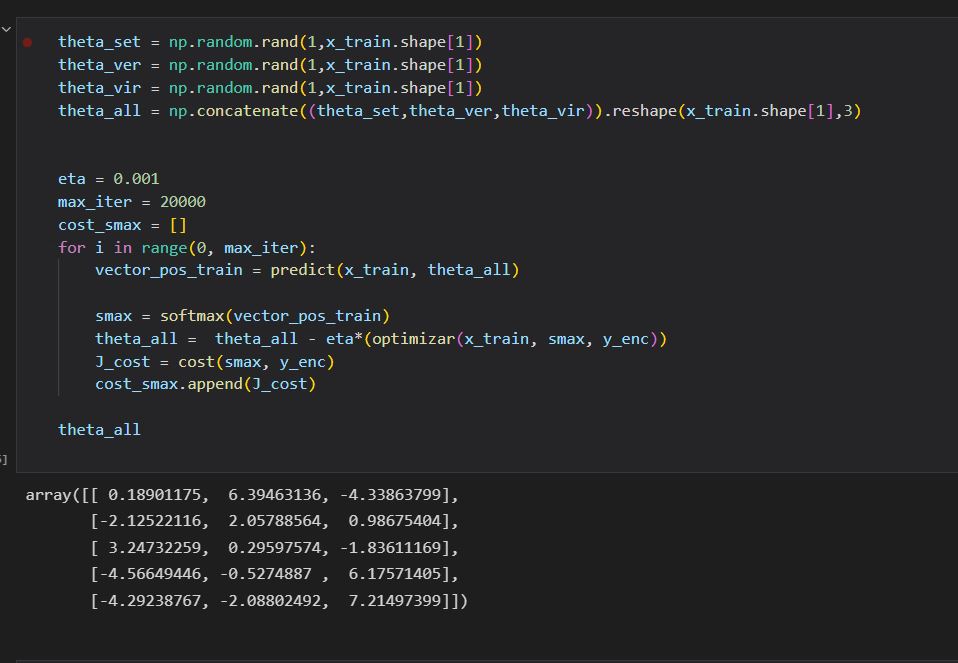 theta_set = np.random.rand(1,x_train.shape[1])
theta_ver = np.random.rand(1,x_train.shape[1])
theta_vir = np.random.rand(1,x_train.shape[1])
theta_all = np.concatenate((theta_set,theta_ver,theta_vir)).reshape(x_train.shape[1],3)
eta = 0.001
max_iter = 20000
cost_smax = []
for i in range(0, max_iter):
    vector_pos_train = predict(x_train, theta_all)
    smax = softmax(vector_pos_train)
    theta_all =  theta_all - eta*(optimizar(x_train, smax, y_enc))
    J_cost = cost(smax, y_enc)
    cost_smax.append(J_cost)
theta_all
array([[ 0.18901175,  6.39463136, -4.33863799],
       [-2.12522116,  2.05788564,  0.98675404],
       [ 3.24732259,  0.29597574, -1.83611169],
       [-4.56649446, -0.5274887 ,  6.17571405],
       [-4.29238767, -2.08802492,  7.21497399]])